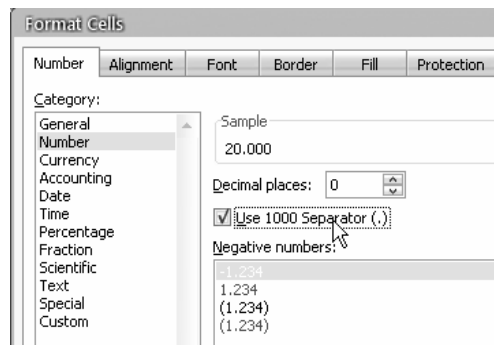 Format Cells
Number Alignment Font Border Fill Protection
Category:
General
Number
Currency
Accounting
Date
Time
Percentage
Fraction
Scientific
Text
Special
Custom
Sample
20.000
Decimal places: 0
Use 1000 Separator (.)
Negative numbers:
-1.234
1.234
(1.234)
(1.234)